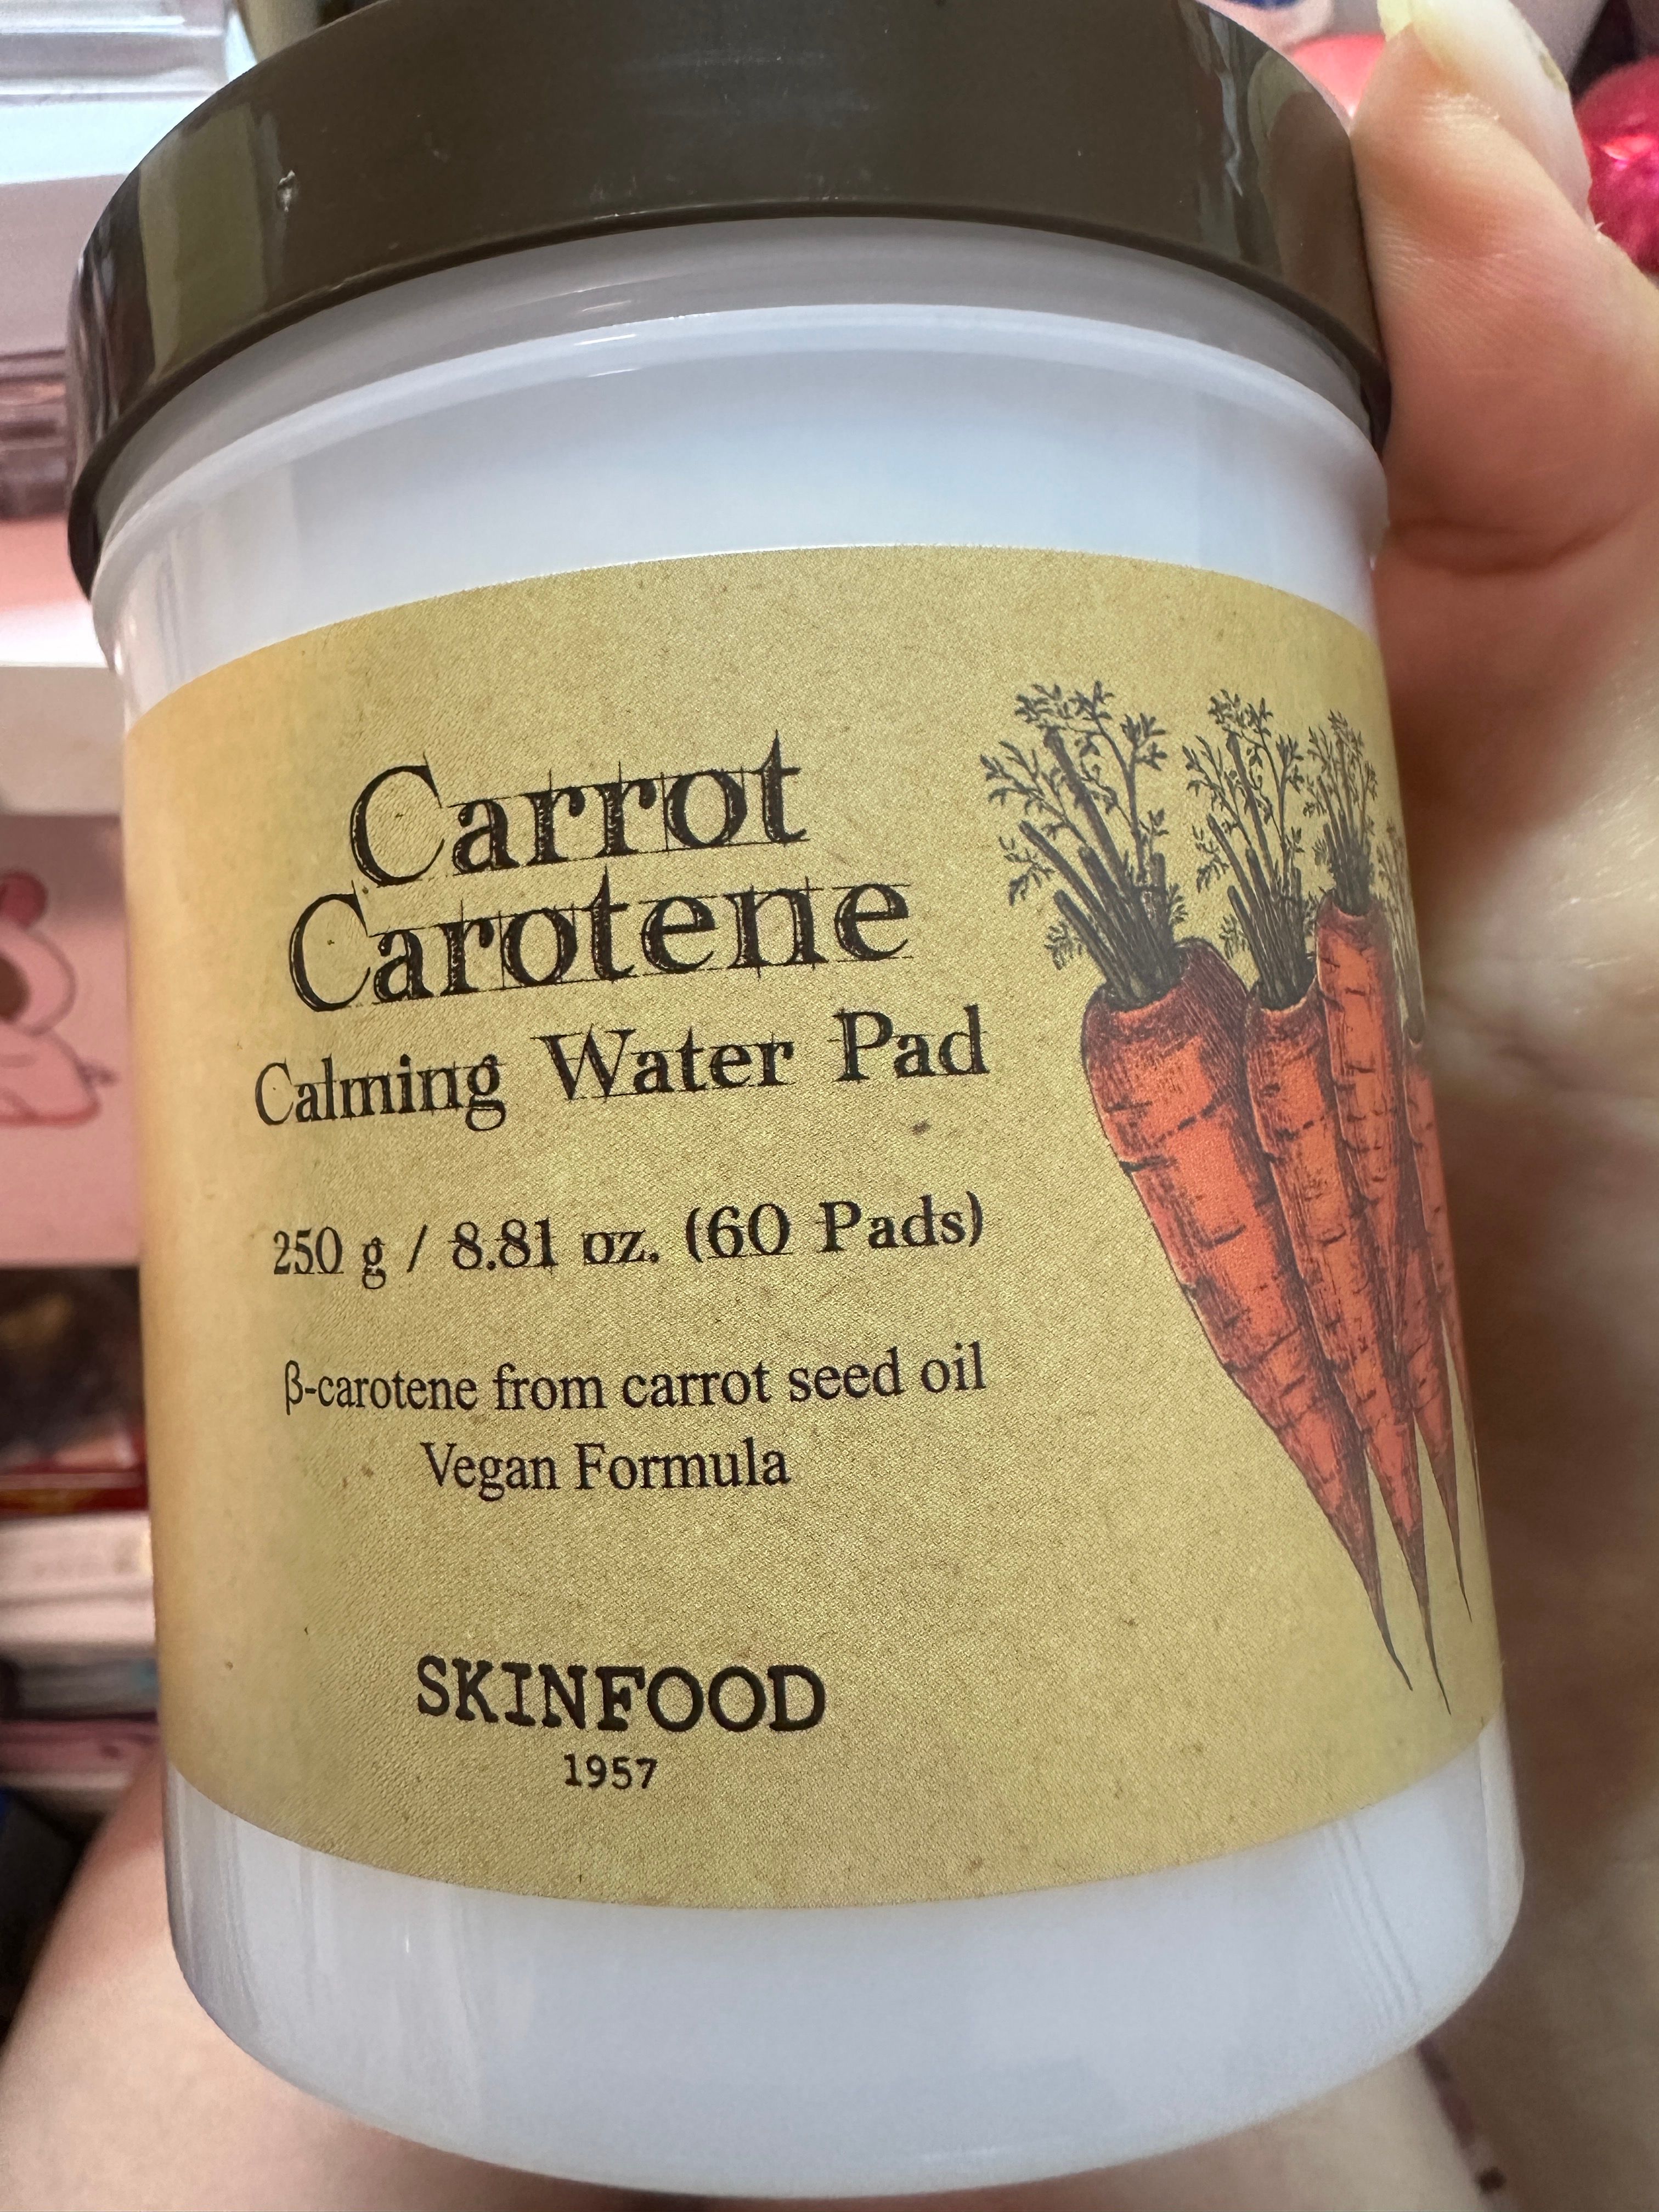 Carrot
Carotene
Calming Water Pad
250 g / 8.81 oz. (60 Pads)
β-carotene from carrot seed oil
Vegan Formula
SKINFOOD
1957